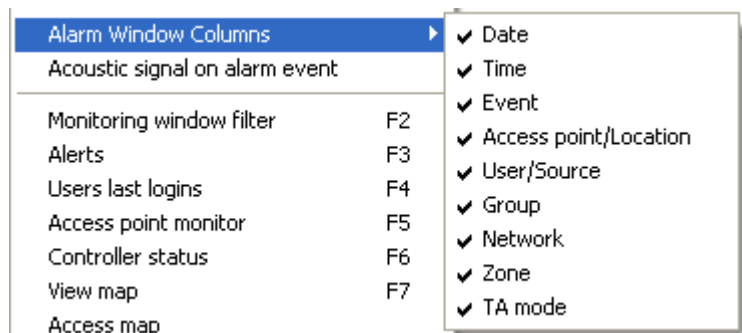 Alarm Window Columns
Acoustic signal on alarm event
Monitoring window filter F2
Alerts F3
Users last logins F4
Access point monitor F5
Controller status F6
View map F7
Access map
Date
Time
Event
Access point/Location
User/Source
Group
Network
Zone
TA mode